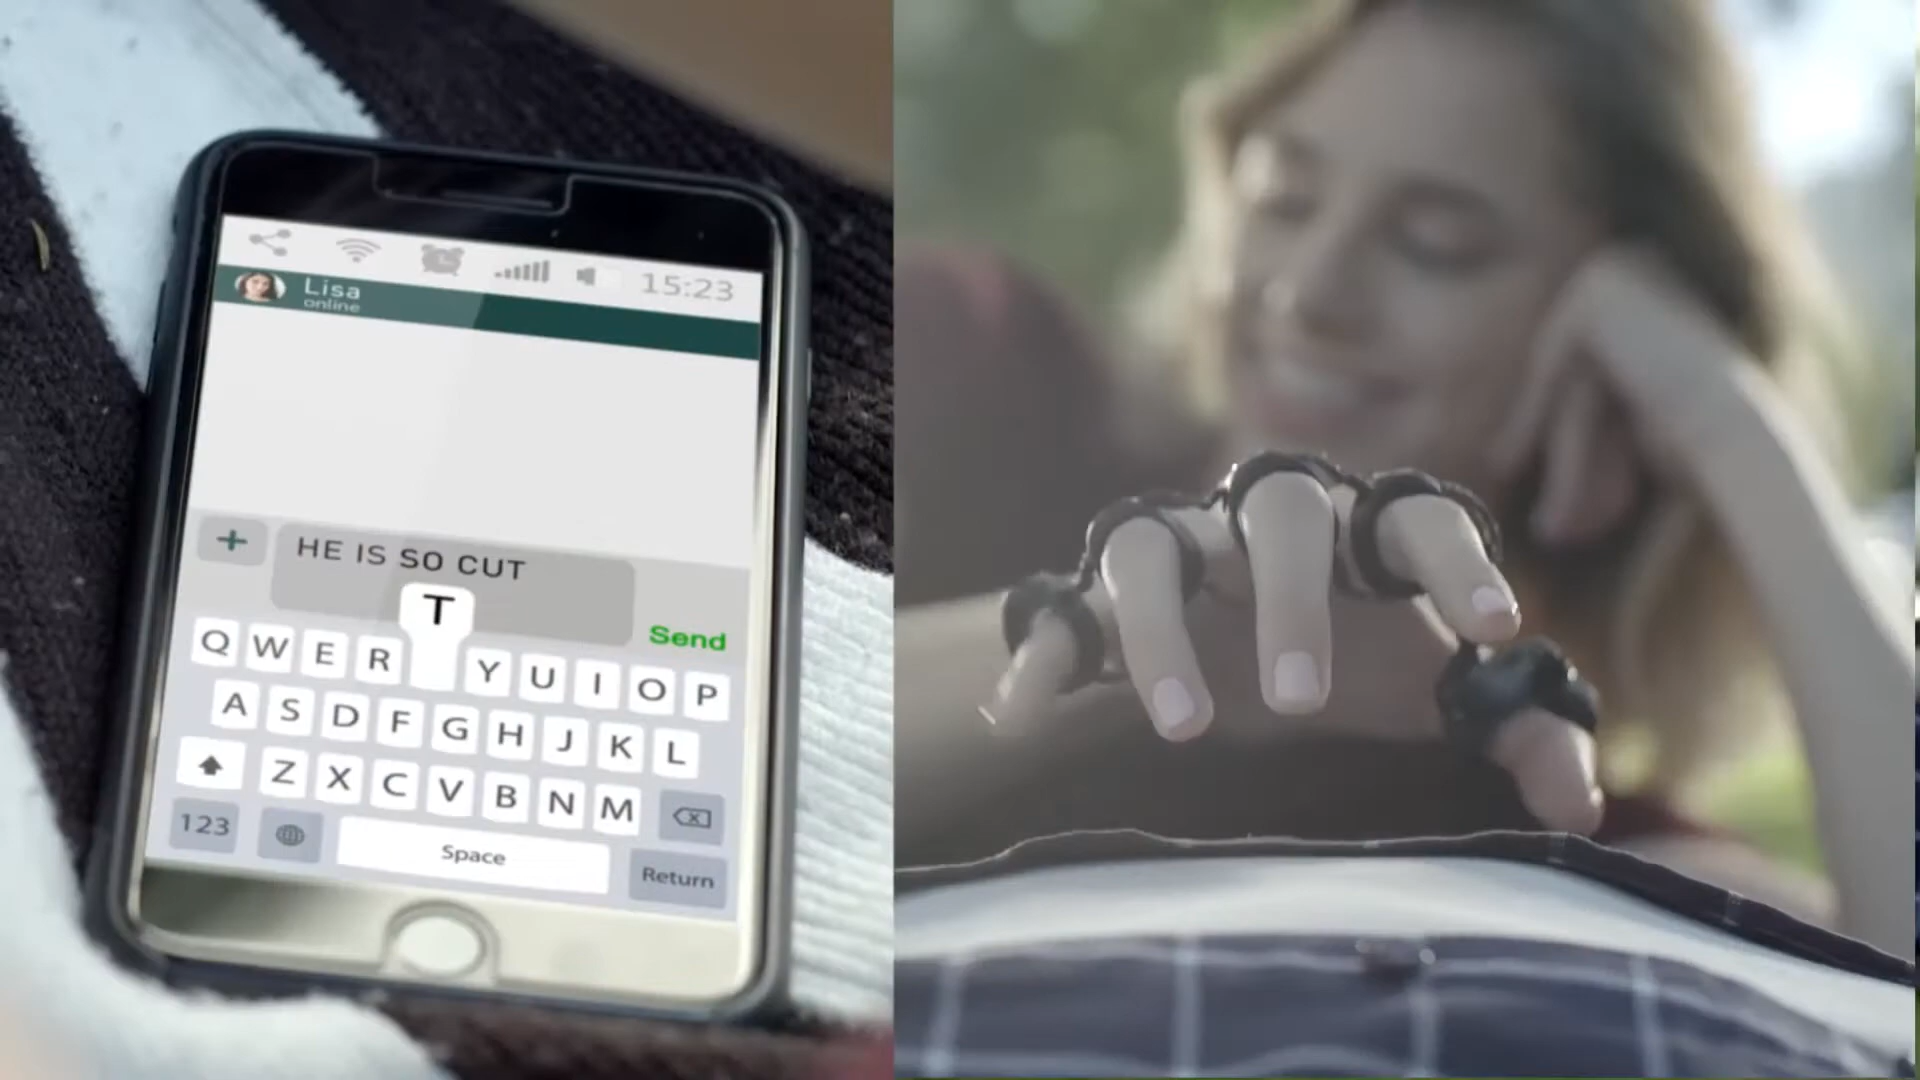 15:23
Lisa
online
+
HE IS SO CUT
T
Send
Q W E R Y U I O P
A S D F G H J K L
Z X C V B N M
123 Space Return